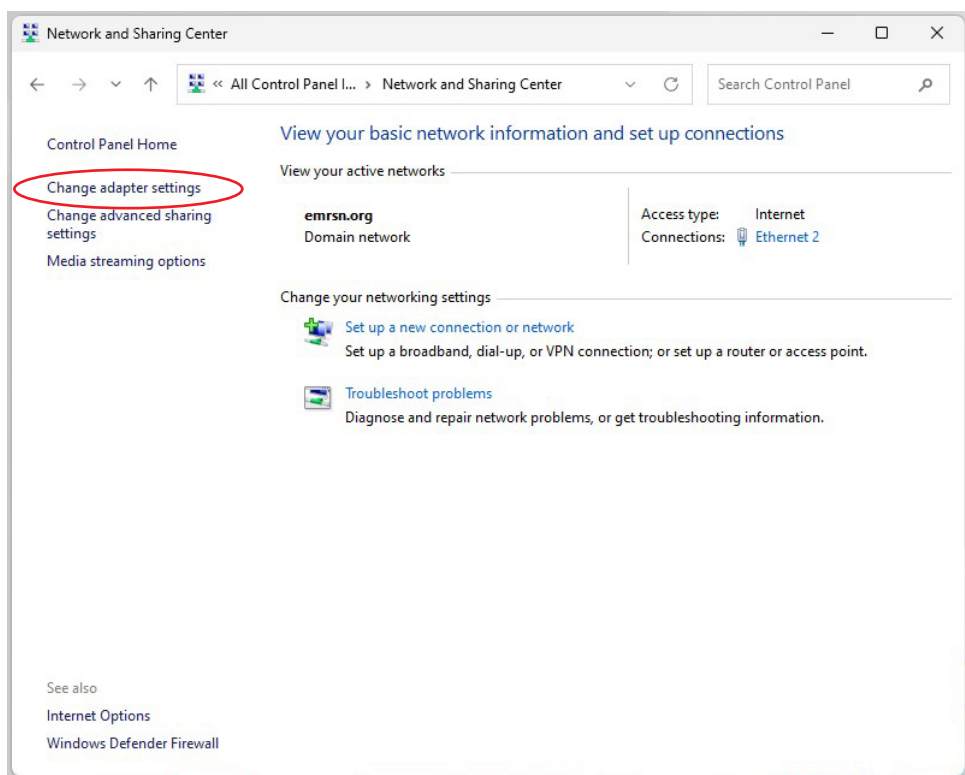 Network and Sharing Center
« All Control Panel I... › Network and Sharing Center
Search Control Panel
Control Panel Home
Change adapter settings
Change advanced sharing
settings
Media streaming options
View your basic network information and set up connections
View your active networks
emrsn.org
Domain network
Access type: Internet
Connections: Ethernet 2
Change your networking settings
Set up a new connection or network
Set up a broadband, dial-up, or VPN connection; or set up a router or access point.
Troubleshoot problems
Diagnose and repair network problems, or get troubleshooting information.
See also
Internet Options
Windows Defender Firewall